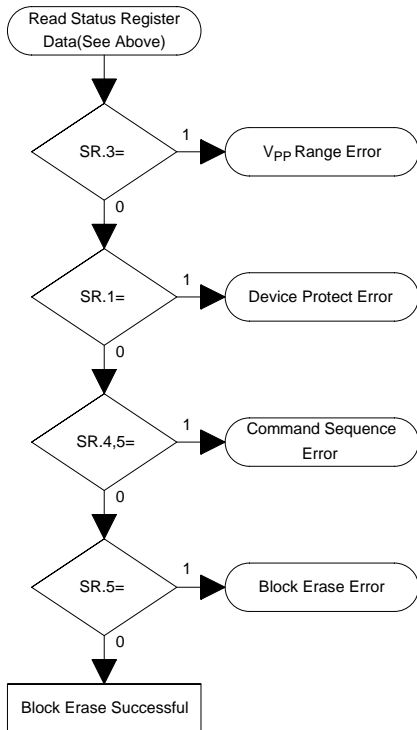 Read Status Register
Data(See Above)
SR.3=
1
VPP Range Error
0
SR.1=
1
Device Protect Error
0
SR.4,5=
1
Command Sequence
Error
0
SR.5=
1
Block Erase Error
0
Block Erase Successful